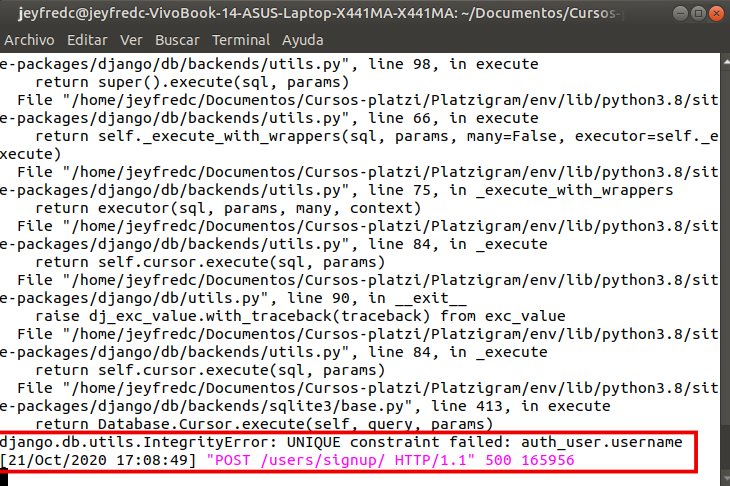 jeyfredc@jeyfredc-VivoBook-14-ASUS-Laptop-X441MA-X441MA: ~/Documentos/Cursos-
Archivo Editar Ver Buscar Terminal Ayuda
e-packages/django/db/backends/utils.py", line 98, in execute
    return super().execute(sql, params)
  File "/home/jeyfredc/Documentos/Cursos-platzi/Platzigram/env/lib/python3.8/sit
e-packages/django/db/backends/utils.py", line 66, in execute
    return self._execute_with_wrappers(sql, params, many=False, executor=self._e
xecute)
  File "/home/jeyfredc/Documentos/Cursos-platzi/Platzigram/env/lib/python3.8/sit
e-packages/django/db/backends/utils.py", line 75, in _execute_with_wrappers
    return executor(sql, params, many, context)
  File "/home/jeyfredc/Documentos/Cursos-platzi/Platzigram/env/lib/python3.8/sit
e-packages/django/db/backends/utils.py", line 84, in _execute
    return self.cursor.execute(sql, params)
  File "/home/jeyfredc/Documentos/Cursos-platzi/Platzigram/env/lib/python3.8/sit
e-packages/django/db/utils.py", line 90, in __exit__
    raise dj_exc_value.with_traceback(traceback) from exc_value
  File "/home/jeyfredc/Documentos/Cursos-platzi/Platzigram/env/lib/python3.8/sit
e-packages/django/db/backends/utils.py", line 84, in _execute
    return self.cursor.execute(sql, params)
  File "/home/jeyfredc/Documentos/Cursos-platzi/Platzigram/env/lib/python3.8/sit
e-packages/django/db/backends/sqlite3/base.py", line 413, in execute
    return Database.Cursor.execute(self, query, params)
django.db.utils.IntegrityError: UNIQUE constraint failed: auth_user.username
[21/Oct/2020 17:08:49] "POST /users/signup/ HTTP/1.1" 500 165956